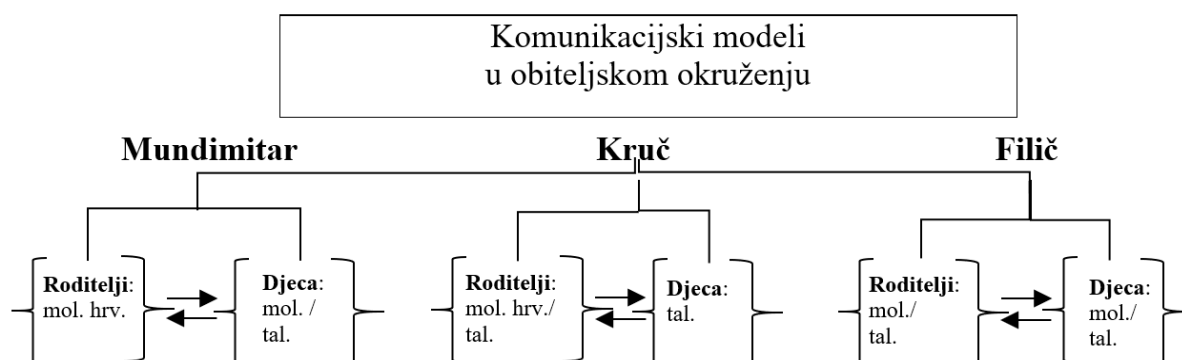 Komunikacijski modeli
u obiteljskom okruženju
Mundimitar
Kruč
Filič
Roditelji:
mol. hrv.
Djeca:
mol. /
tal.
Roditelji:
mol. hrv./
tal.
Djeca:
tal.
Roditelji:
mol./
tal.
Djeca:
mol./
tal.